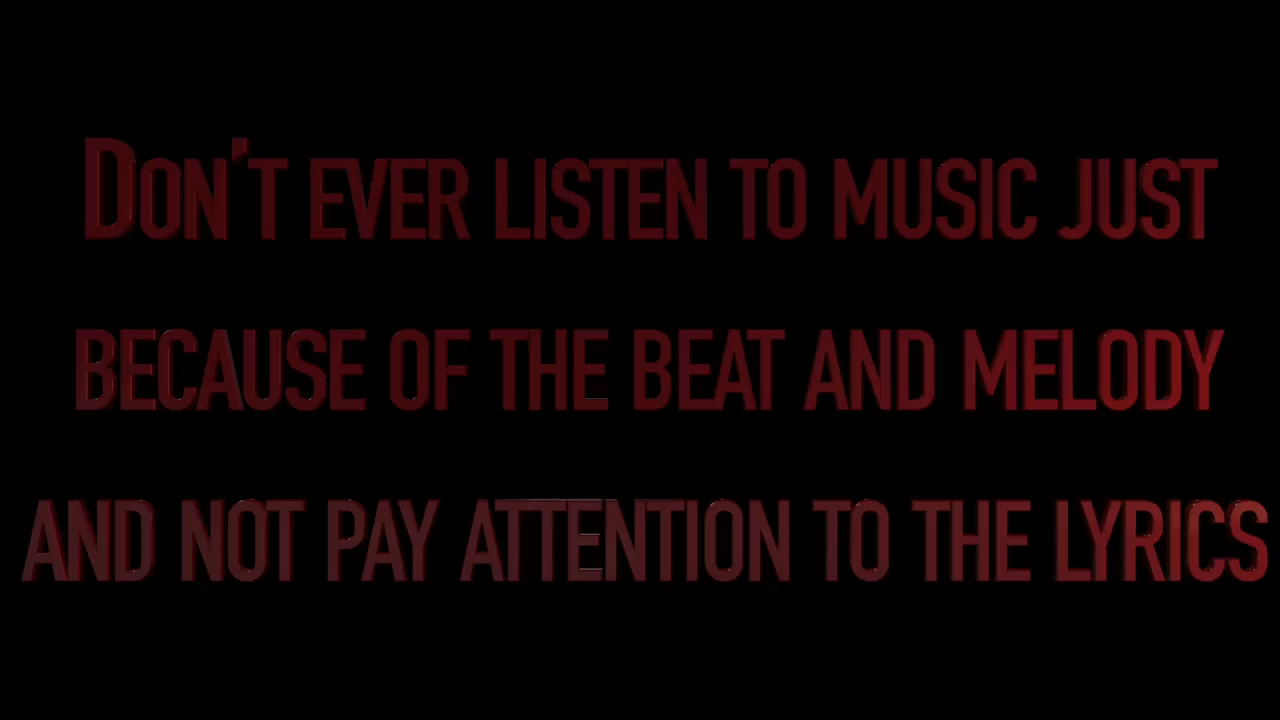 Don't ever listen to music just
because of the beat and melody
and not pay attention to the lyrics